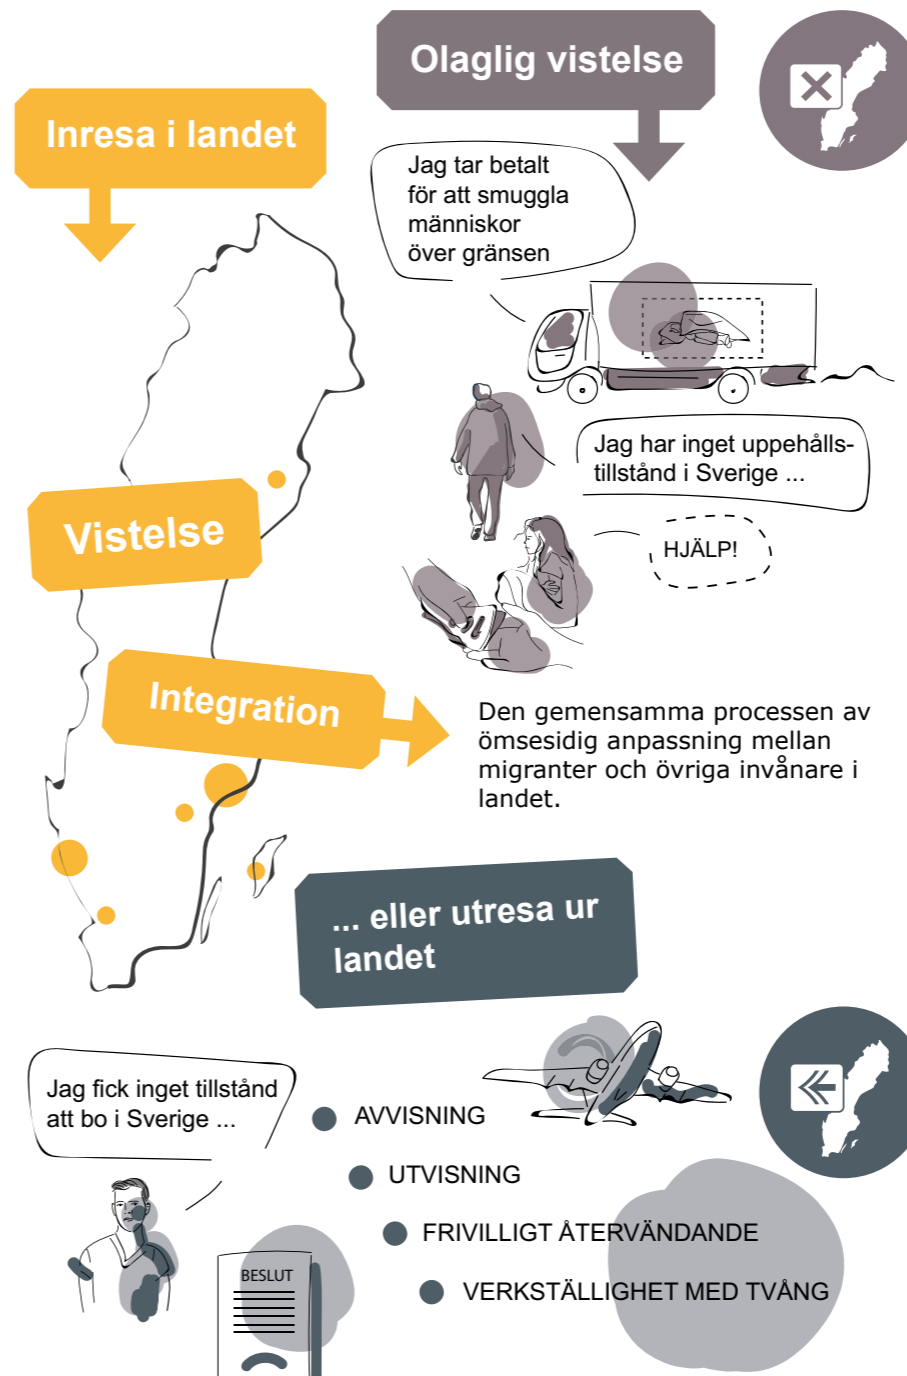 Olaglig vistelse
Inresa i landet
Jag tar betalt
för att smuggla
människor
över gränsen
Jag har inget uppehålls-
tillstånd i Sverige ...
HJÄLP!
Vistelse
Integration
Den gemensamma processen av
ömsesidig anpassning mellan
migranter och övriga invånare i
landet.
... eller utresa ur
landet
Jag fick inget tillstånd
att bo i Sverige ...
AVVISNING
UTVISNING
FRIVILLIGT ÅTERVÄNDANDE
VERKSTÄLLIGHET MED TVÅNG
BESLUT